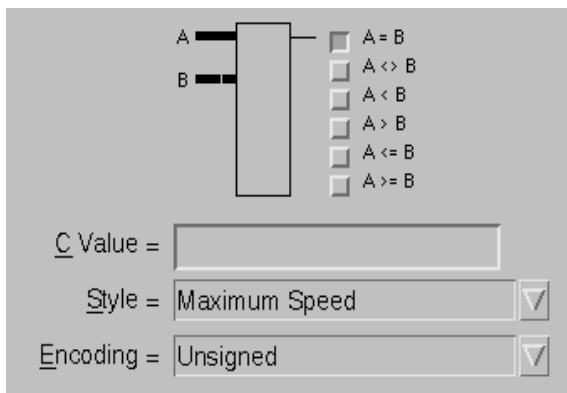 A
A = B
A <> B
B
A < B
A > B
A <= B
A >= B
C Value =
Style = Maximum Speed
Encoding = Unsigned